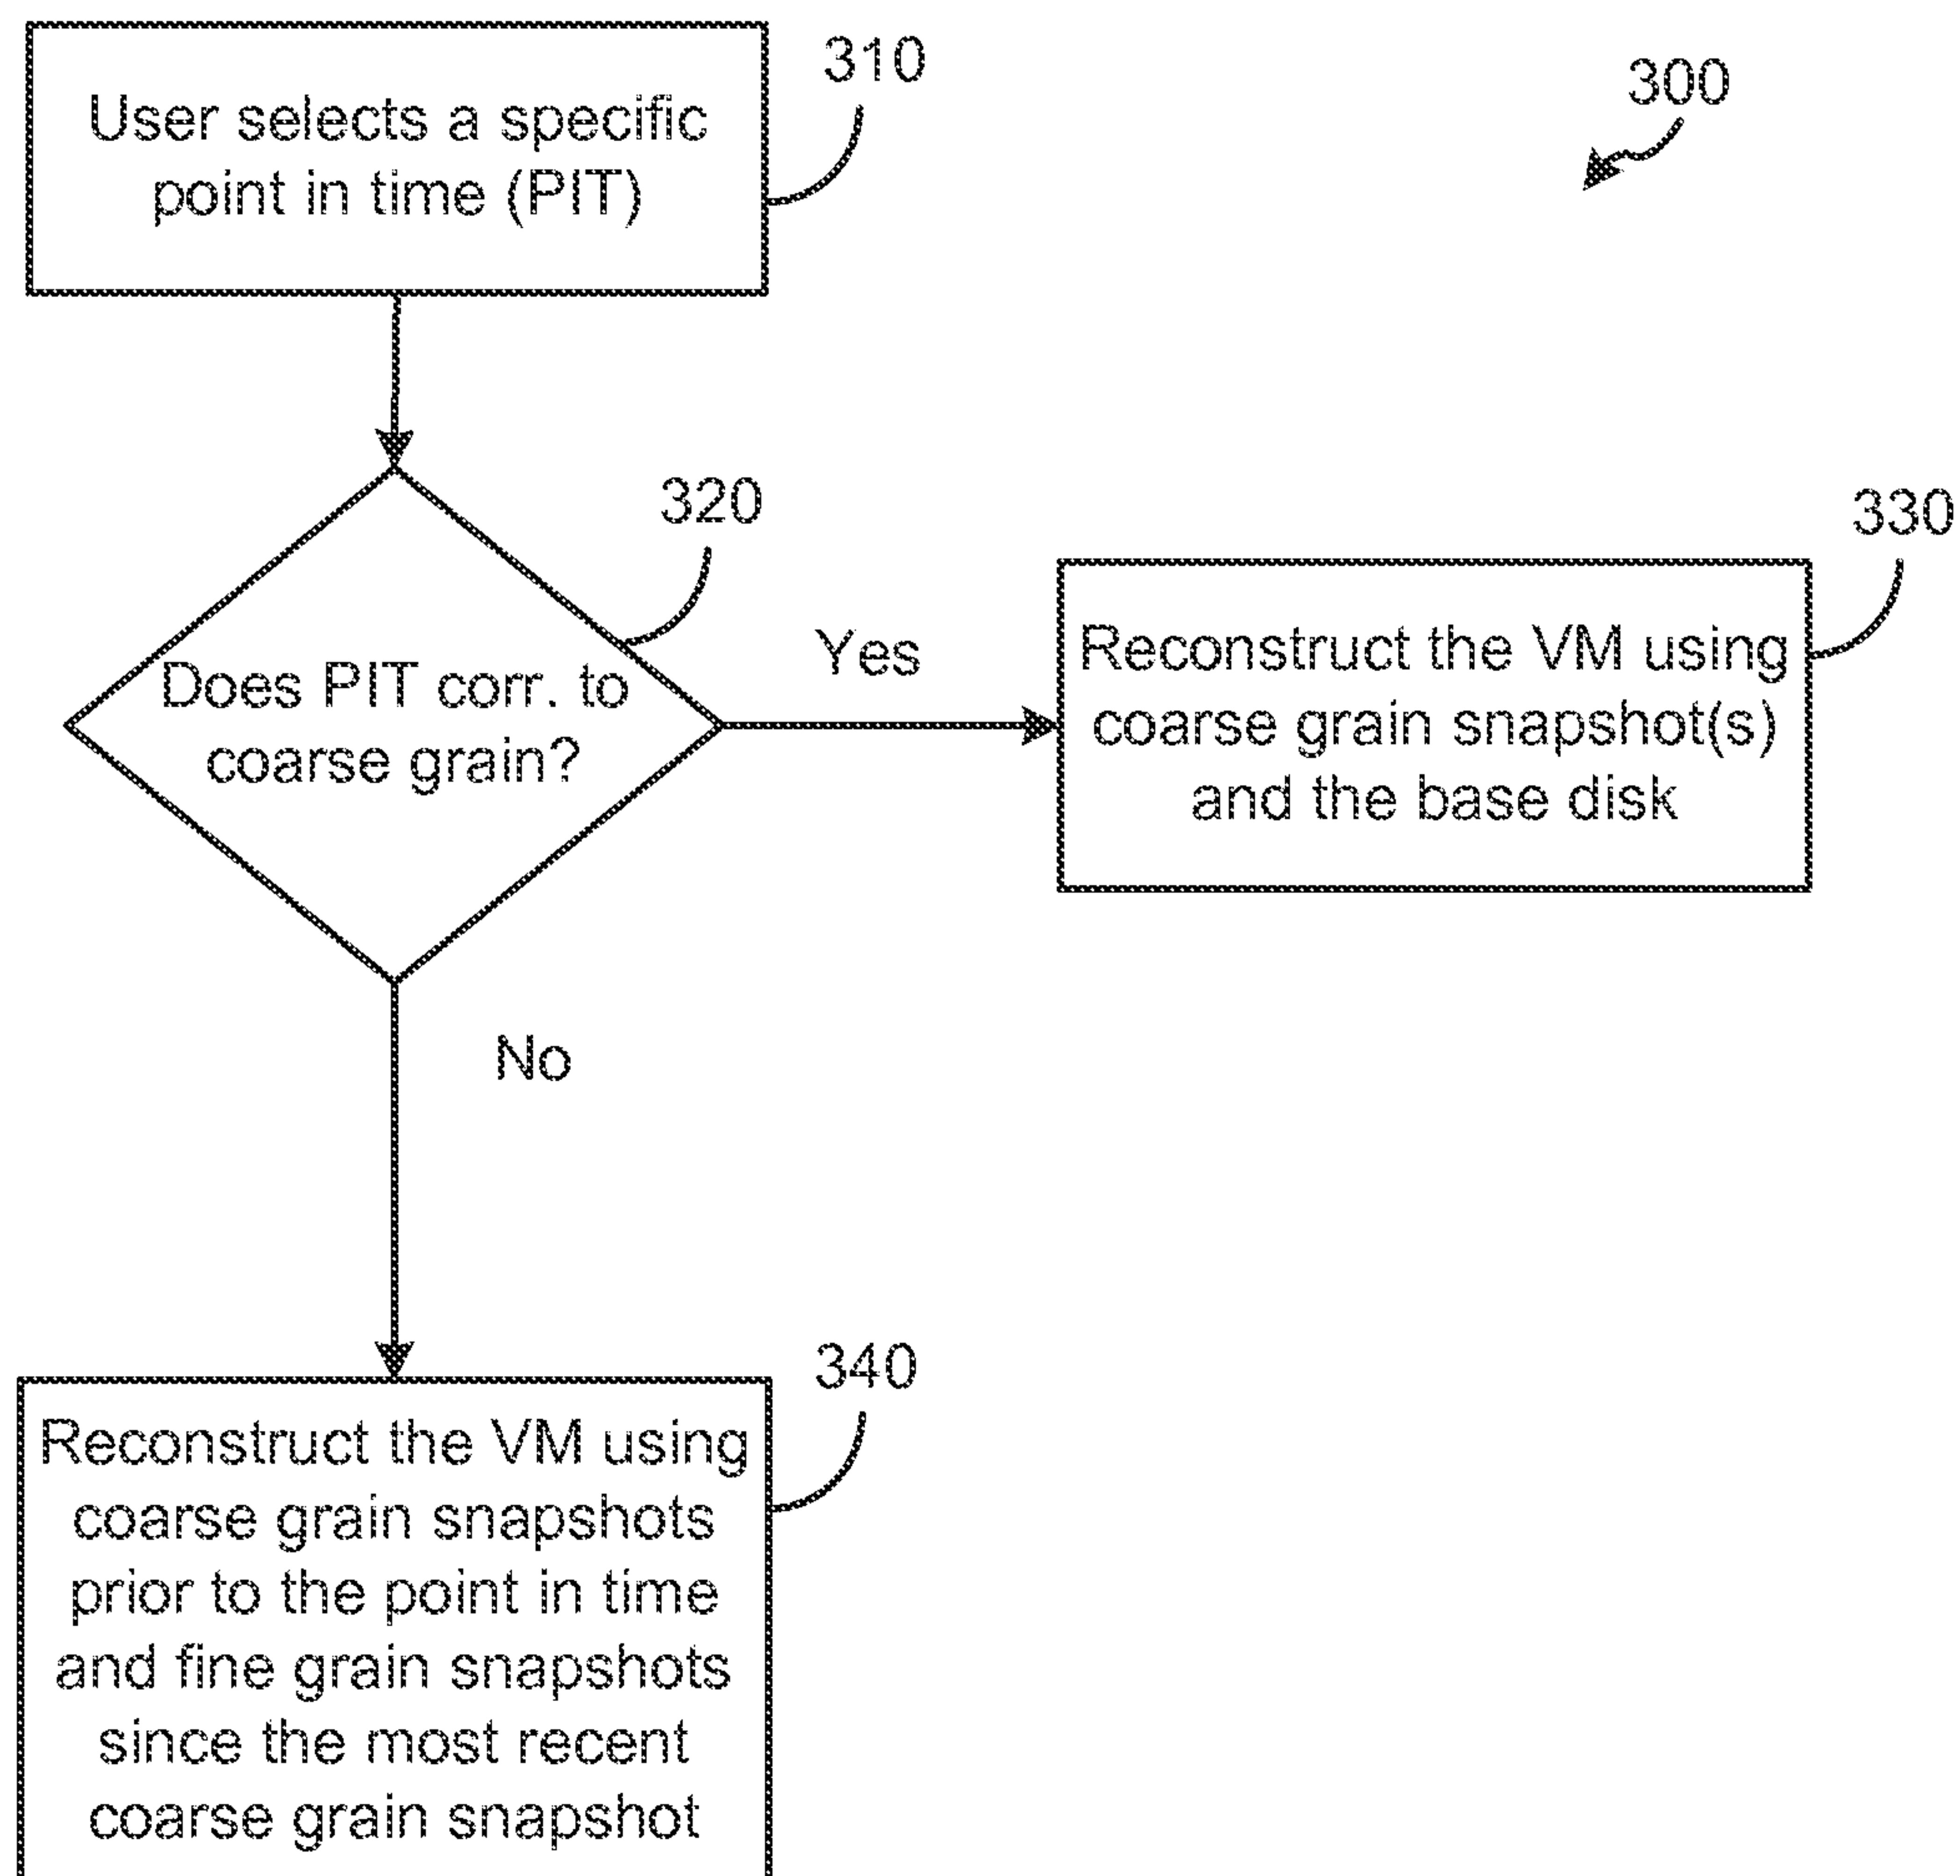 310
300
User selects a specific
point in time (PIT)
320
330
Does PIT corr. to
coarse grain?
Yes
Reconstruct the VM using
coarse grain snapshot(s)
and the base disk
No
340
Reconstruct the VM using
coarse grain snapshots
prior to the point in time
and fine grain snapshots
since the most recent
coarse grain snapshot